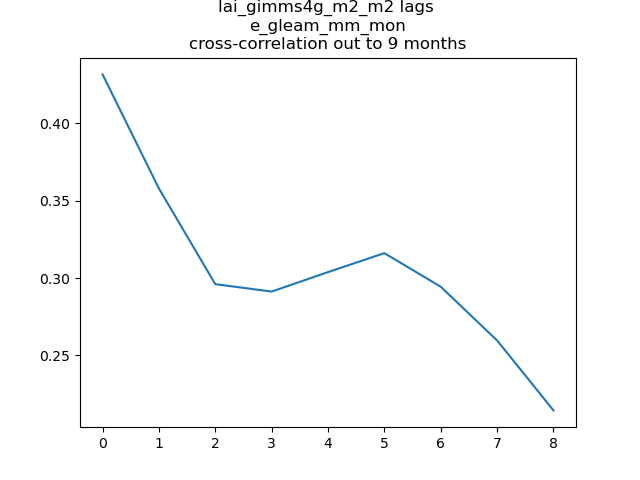 lai_gimms4g_m2_m2 lags
e_gleam_mm_mon
cross-correlation out to 9 months
0.40
0.35
0.30
0.25
0 1 2 3 4 5 6 7 8